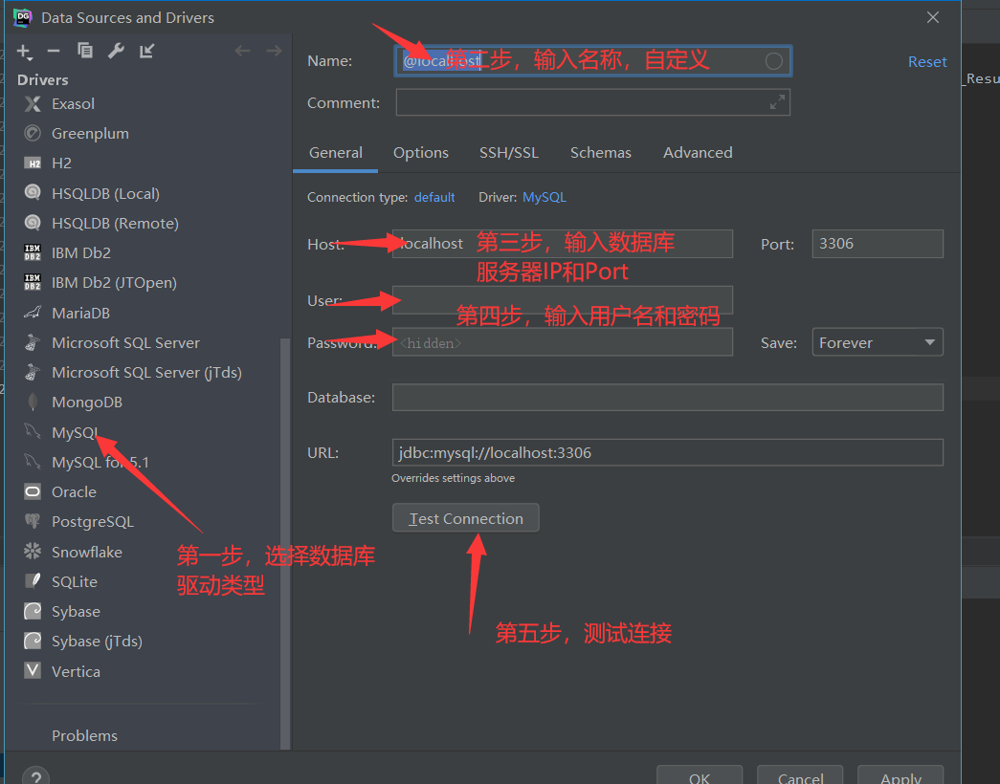 DG
Data Sources and Drivers
Drivers
Exasol
Greenplum
H2 H2
HSQLDB (Local)
HSQLDB (Remote)
IBM DB2 IBM Db2
IBM DB2 IBM Db2 (JTOpen)
MariaDB
Microsoft SQL Server
Microsoft SQL Server (jTds)
MongoDB
MySQL
MySQL for 5.1
Oracle
PostgreSQL
Snowflake
SQLite
Sybase
Sybase (jTds)
Vertica
Problems
第一步，选择数据库
驱动类型
Name: @localhost 第二步，输入名称，自定义 Reset
Comment:
General Options SSH/SSL Schemas Advanced
Connection type: default Driver: MySQL
Host: localhost 第三步，输入数据库 Port: 3306
服务器IP和Port
User:
第四步，输入用户名和密码
Password: <hidden> Save: Forever
Database:
URL: jdbc:mysql://localhost:3306
Overrides settings above
Test Connection
第五步，测试连接
? OK Cancel Apply
_Resu